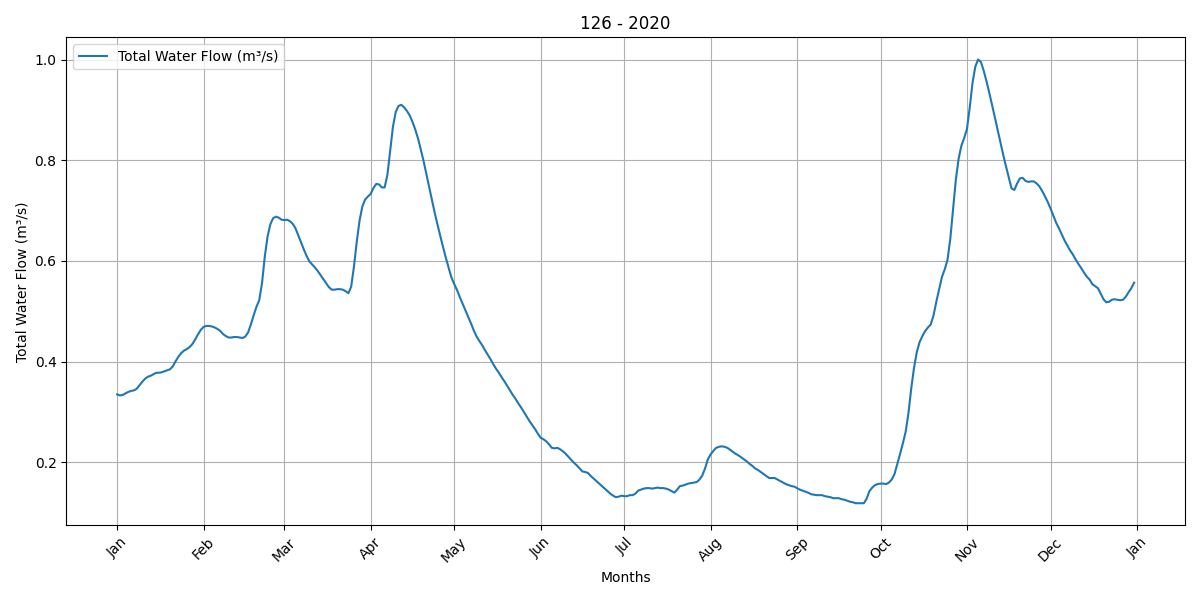 126 - 2020
Total Water Flow (m³/s)
1.0
0.8
0.6
0.4
0.2
Total Water Flow (m³/s)
Jan
Feb
Mar
Apr
May
Jun
Jul
Aug
Sep
Oct
Nov
Dec
Jan
Months